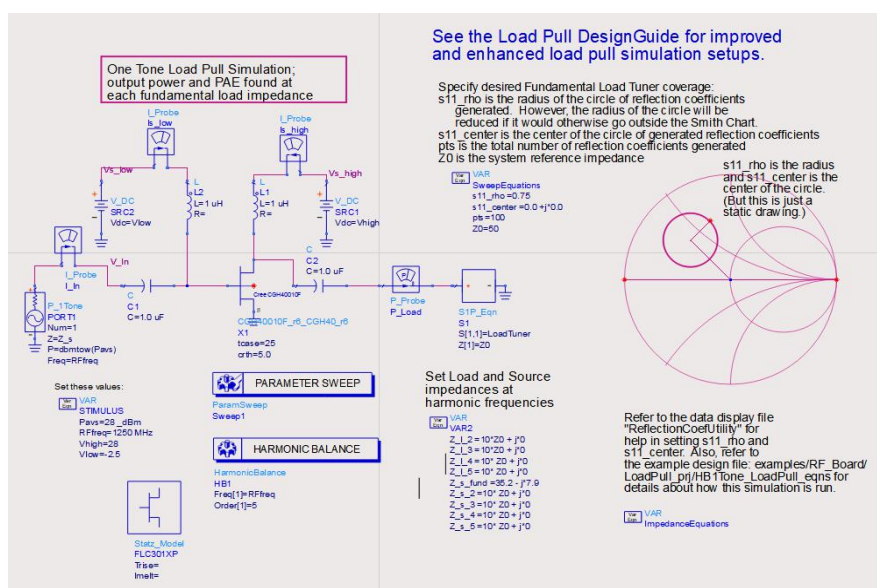 See the Load Pull DesignGuide for improved
and enhanced load pull simulation setups.
One Tone Load Pull Simulation;
output power and PAE found at
each fundamental load impedance
Specify desired Fundamental Load Tuner coverage:
s11_rho is the radius of the circle of reflection coefficients
generated. However, the radius of the circle will be
reduced if it would otherwise go outside the Smith Chart.
s11_center is the center of the circle of generated reflection coefficients
pts is the total number of reflection coefficients generated
Z0 is the system reference impedance
Var
Eqn
VAR
SweepEquations
s11_rho =0.75
s11_center =0.0 +j*0.0
pts=100
Z0=50
s11_rho is the radius
and s11_center is the
center of the circle.
(But this is just a
static drawing.)
I_Probe
Is_low
I_Probe
Is_high
Vs_low
Vs_high
V_DC
SRC2
Vdc=Vlow
L
L2
L=1 uH
R=
L
L1
L=1 uH
R=
V_DC
SRC1
Vdc=Vhigh
V_In
I_Probe
I_In
C
C1
C=1.0 uF
C
C2
C=1.0 uF
CreeCGH40010F
CGH40010F_r6_CGH40_r6
X1
tcase=25
crth=5.0
P_Probe
P_Load
S1P_Eqn
S1
S[1,1]=LoadTuner
Z[1]=Z0
P_1Tone
PORT1
Num=1
Z=Z_s
P=dbmtow(Pavs)
Freq=RFfreq
Set these values:
Var
Eqn
VAR
STIMULUS
Pavs=28 _dBm
RFfreq=1250 MHz
Vhigh=28
Vlow=-2.5
PARAMETER SWEEP
ParamSweep
Sweep1
HARMONIC BALANCE
HarmonicBalance
HB1
Freq[1]=RFfreq
Order[1]=5
Statz_Model
FLC301XP
Trise=
Imelt=
Set Load and Source
impedances at
harmonic frequencies
Var
Eqn
VAR
VAR2
Z_l_2 =10*Z0 + j*0
Z_l_3 =10*Z0 + j*0
Z_l_4 =10* Z0 + j*0
Z_l_5 =10* Z0 + j*0
Z_s_fund =36.2 - j*7.9
Z_s_2 =10* Z0 + j*0
Z_s_3 =10* Z0 + j*0
Z_s_4 =10* Z0 + j*0
Z_s_5 =10* Z0 + j*0
Refer to the data display file
"ReflectionCoefUtility" for
help in setting s11_rho and
s11_center. Also, refer to
the example design file: examples/RF_Board/
LoadPull_prj/HB1Tone_LoadPull_eqns for
details about how this simulation is run.
Var
Eqn
VAR
ImpedanceEquations